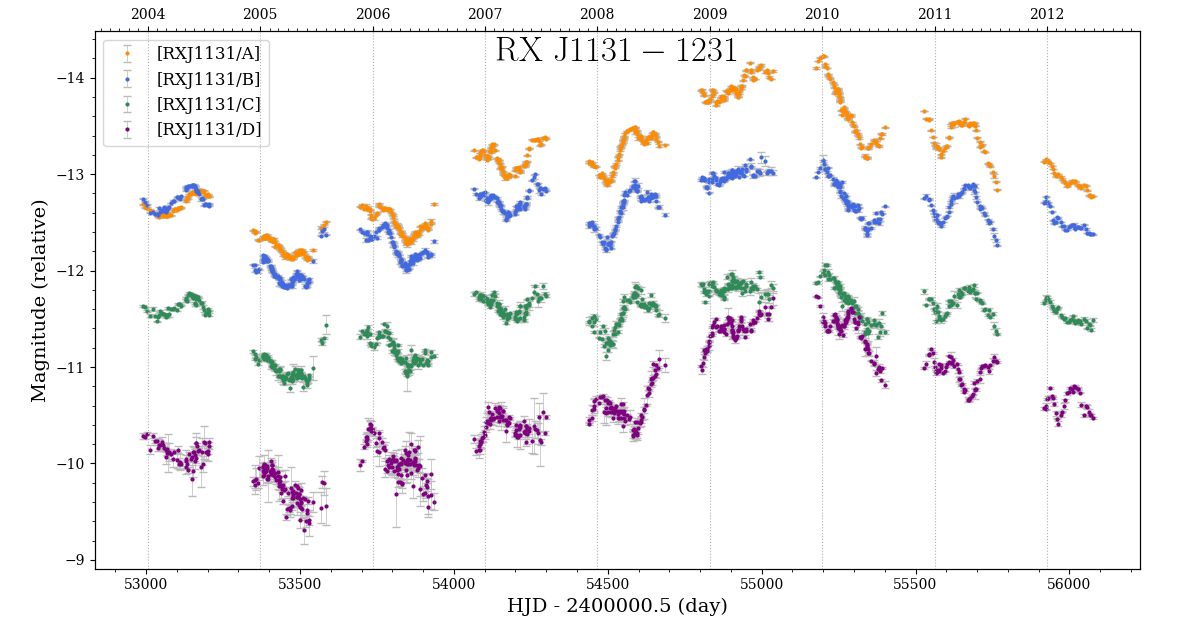 2004 2005 2006 2007 2008 2009 2010 2011 2012
RX J1131 − 1231
[RXJ1131/A]
[RXJ1131/B]
[RXJ1131/C]
[RXJ1131/D]
Magnitude (relative)
−14
−13
−12
−11
−10
−9
53000 53500 54000 54500 55000 55500 56000
HJD - 2400000.5 (day)